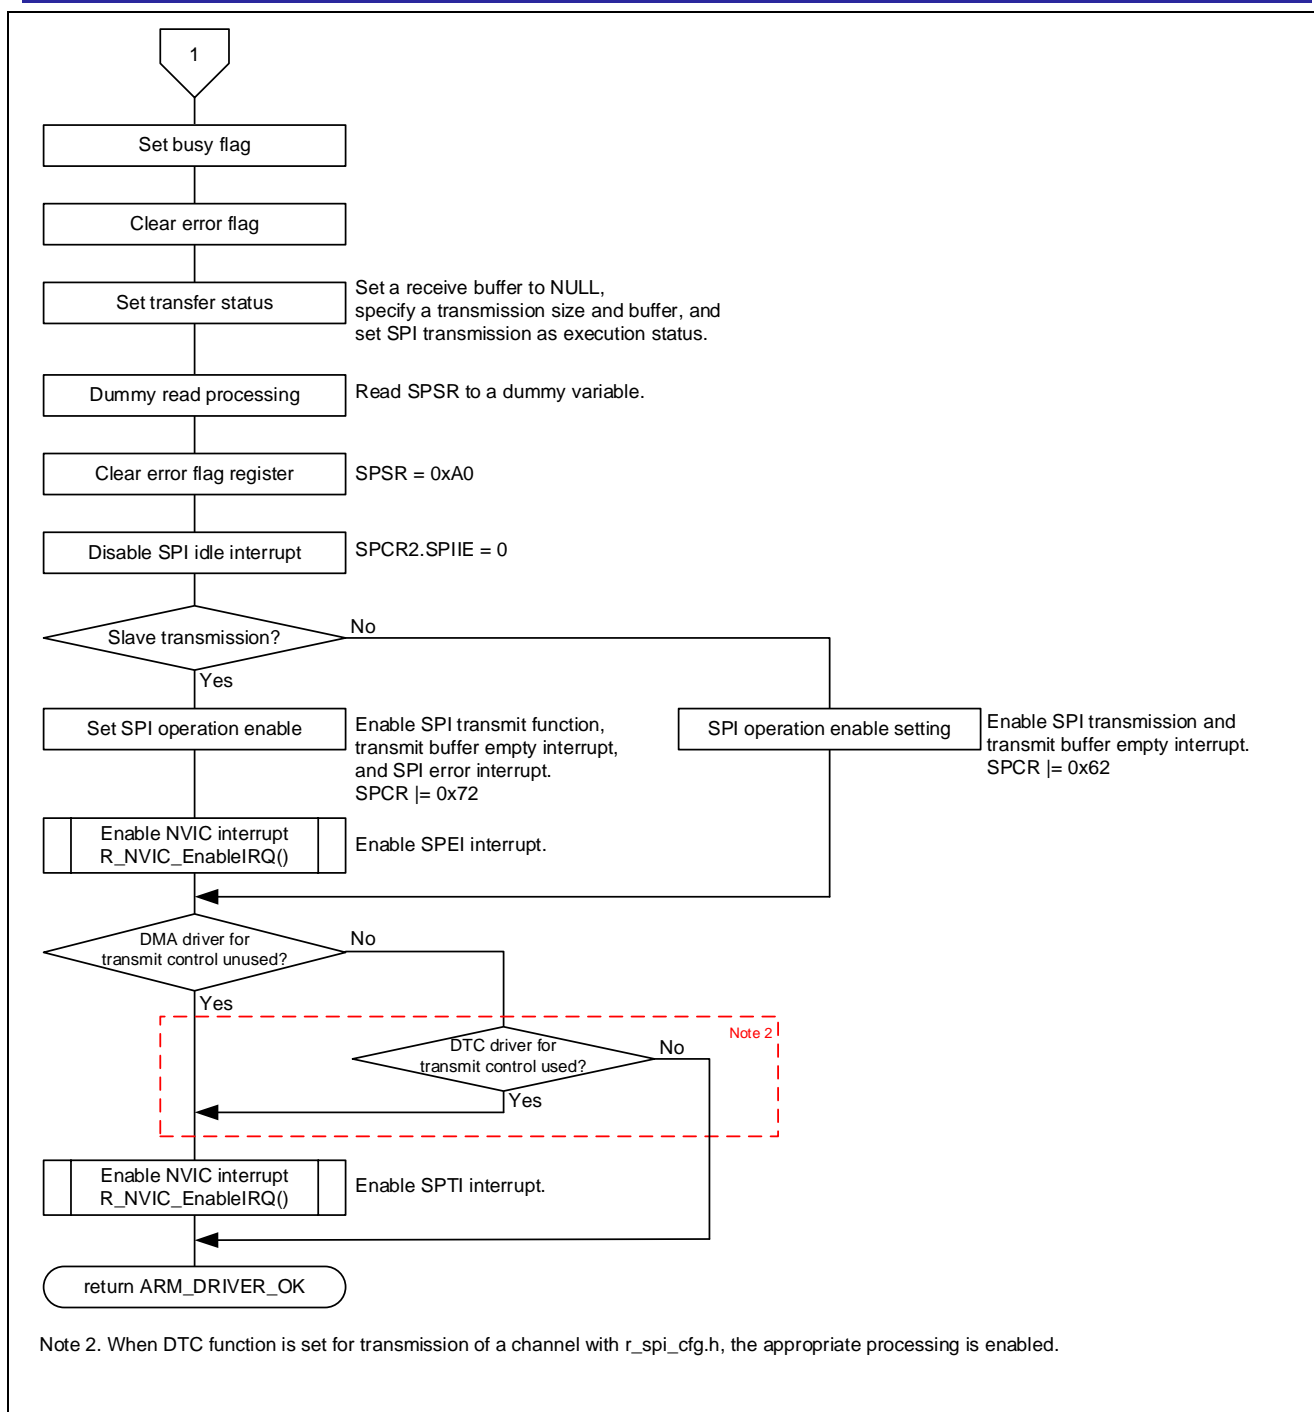 1
Set busy flag
Clear error flag
Set transfer status
Set a receive buffer to NULL,
specify a transmission size and buffer, and
set SPI transmission as execution status.
Dummy read processing
Read SPSR to a dummy variable.
Clear error flag register
SPSR = 0xA0
Disable SPI idle interrupt
SPCR2.SPIIE = 0
Slave transmission?
No
Yes
Set SPI operation enable
Enable SPI transmit function,
transmit buffer empty interrupt,
and SPI error interrupt.
SPCR |= 0x72
SPI operation enable setting
Enable SPI transmission and
transmit buffer empty interrupt.
SPCR |= 0x62
Enable NVIC interrupt
R_NVIC_EnableIRQ()
Enable SPEI interrupt.
DMA driver for
transmit control unused?
No
Yes
Note 2
DTC driver for
transmit control used?
No
Yes
Enable NVIC interrupt
R_NVIC_EnableIRQ()
Enable SPTI interrupt.
return ARM_DRIVER_OK
Note 2. When DTC function is set for transmission of a channel with r_spi_cfg.h, the appropriate processing is enabled.